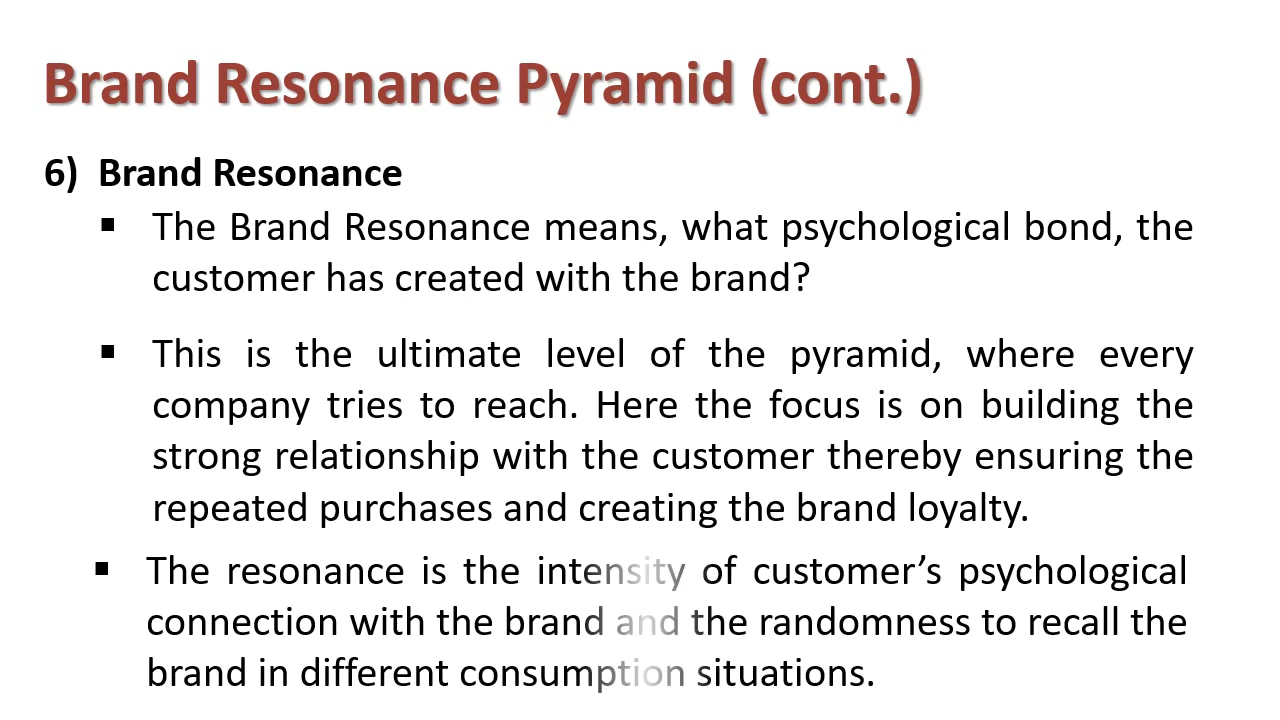 Brand Resonance Pyramid (cont.)
6) Brand Resonance
▪ The Brand Resonance means, what psychological bond, the
customer has created with the brand?
▪ This is the ultimate level of the pyramid, where every
company tries to reach. Here the focus is on building the
strong relationship with the customer thereby ensuring the
repeated purchases and creating the brand loyalty.
▪ The resonance is the intensity of customer’s psychological
connection with the brand and the randomness to recall the
brand in different consumption situations.